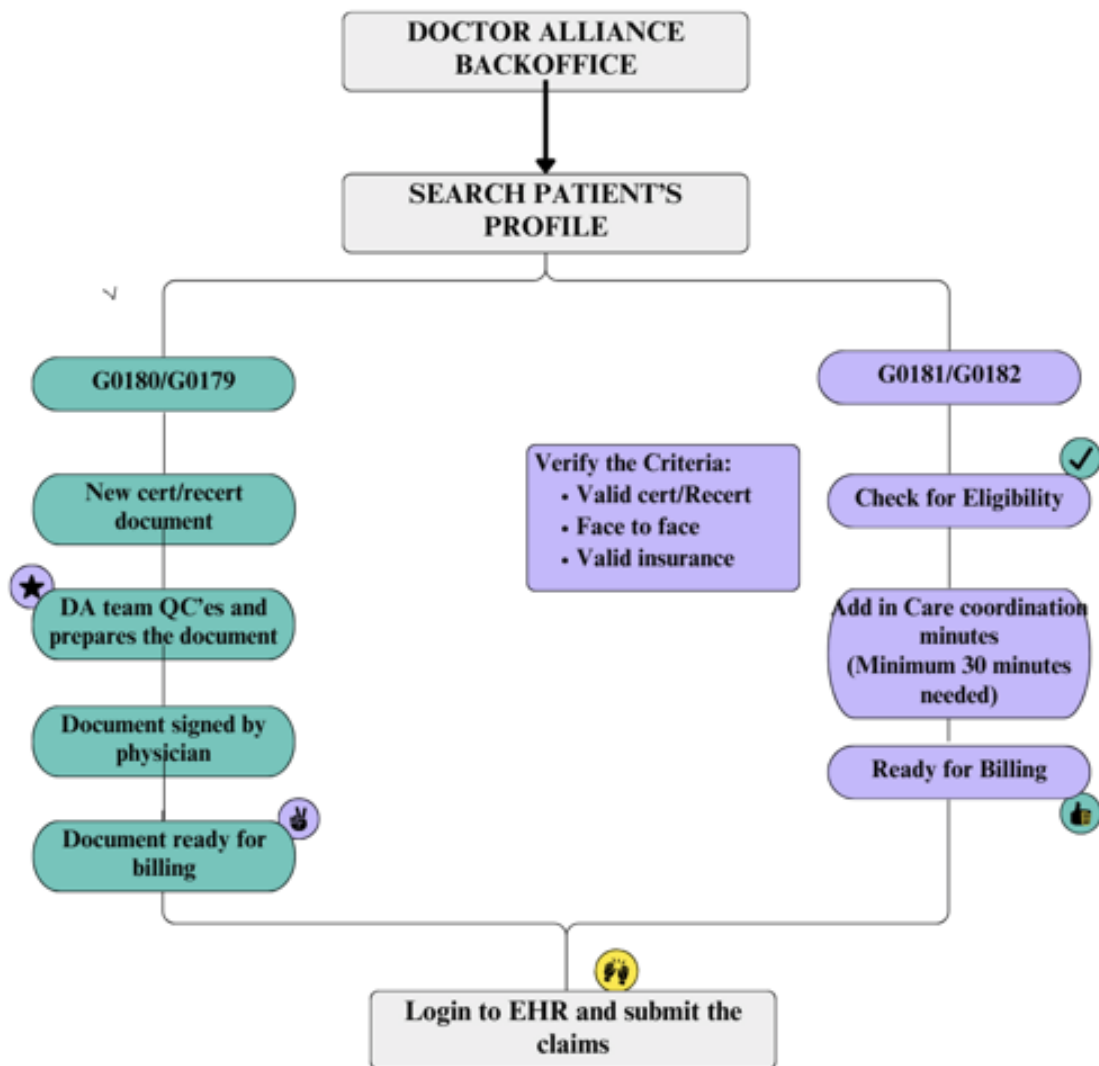 DOCTOR ALLIANCE
BACKOFFICE
SEARCH PATIENT'S
PROFILE
G0180/G0179
New cert/recert
document
DA team QC'es and
prepares the document
Document signed by
physician
Document ready for
billing
Verify the Criteria:
• Valid cert/Recert
• Face to face
• Valid insurance
G0181/G0182
Check for Eligibility
Add in Care coordination
minutes
(Minimum 30 minutes
needed)
Ready for Billing
Login to EHR and submit the
claims